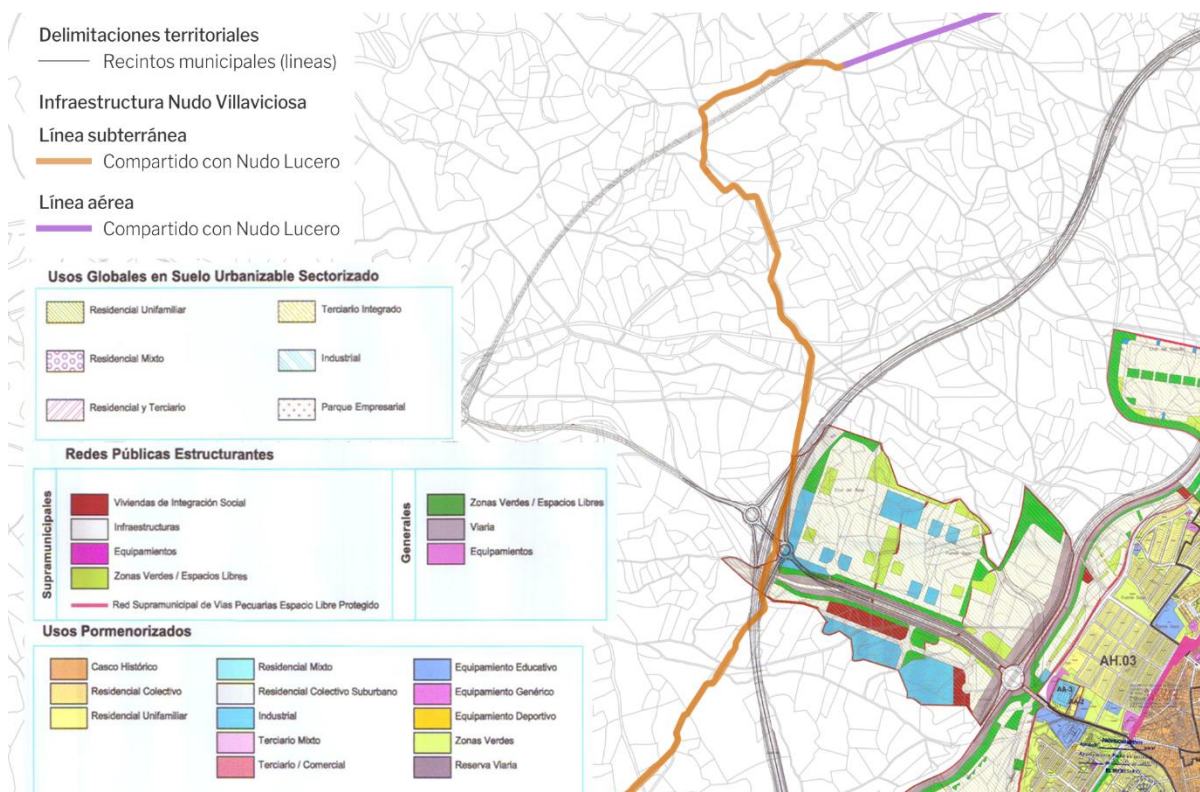 Delimitaciones territoriales
Recintos municipales (lineas)
Infraestructura Nudo Villaviciosa
Línea subterránea
Compartido con Nudo Lucero
Línea aérea
Compartido con Nudo Lucero
Usos Globales en Suelo Urbanizable Sectorizado
Residencial Unifamiliar
Terciario Integrado
Residencial Mixto
Industrial
Residencial y Terciario
Parque Empresarial
Redes Públicas Estructurantes
Supramunicipales
Viviendas de Integración Social
Infraestructuras
Equipamientos
Zonas Verdes / Espacios Libres
Red Supramunicipal de Vias Pecuarias Espacio Libre Protegido
Generales
Zonas Verdes / Espacios Libres
Viaria
Equipamientos
Usos Pormenorizados
Casco Histórico
Residencial Mixto
Equipamiento Educativo
Residencial Colectivo
Residencial Colectivo Suburbano
Equipamiento Genérico
Residencial Unifamiliar
Industrial
Equipamiento Deportivo
Terciario Mixto
Zonas Verdes
Terciario / Comercial
Reserva Viaria
AH.03
AA-3